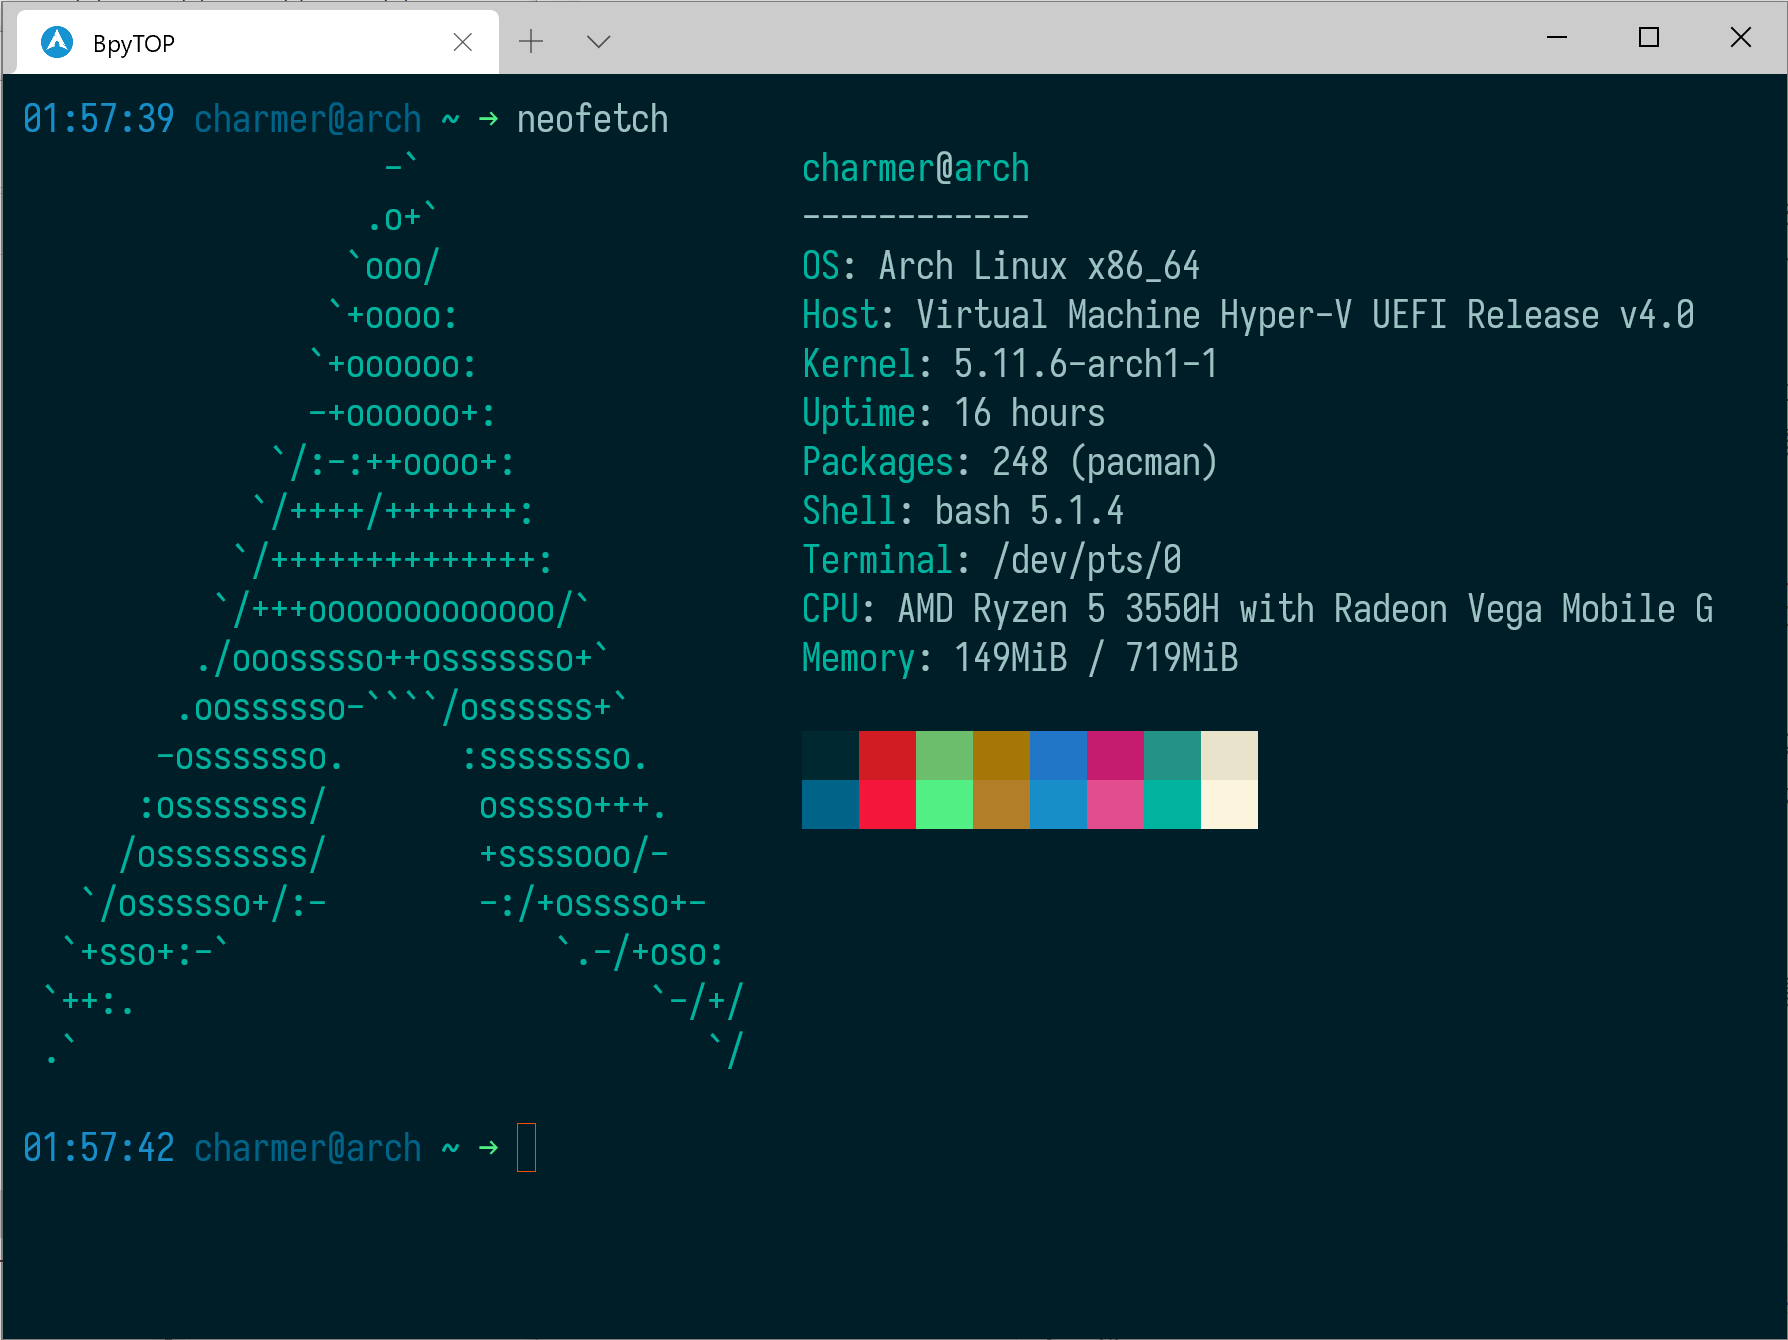 BpyTOP
01:57:39 charmer@arch ~ → neofetch
                   -`                    charmer@arch
                  .o+`                   ------------
                 `ooo/                   OS: Arch Linux x86_64
                `+oooo:                  Host: Virtual Machine Hyper-V UEFI Release v4.0
               `+oooooo:                 Kernel: 5.11.6-arch1-1
               -+oooooo+:                Uptime: 16 hours
             `/:-:++oooo+:               Packages: 248 (pacman)
            `/++++/+++++++:              Shell: bash 5.1.4
           `/++++++++++++++:             Terminal: /dev/pts/0
          `/+++ooooooooooooo/`           CPU: AMD Ryzen 5 3550H with Radeon Vega Mobile G
         ./ooosssso++osssssso+`          Memory: 149MiB / 719MiB
        .oossssso-````/ossssss+`
       -osssssso.      :ssssssso.
      :osssssss/        osssso+++.
     /ossssssss/        +ssssooo/-
   `/ossssso+/:-        -:/+osssso+-
  `+sso+:-`                 `.-/+oso:
 `++:.                           `-/+/
 .`                                 `/
01:57:42 charmer@arch ~ →